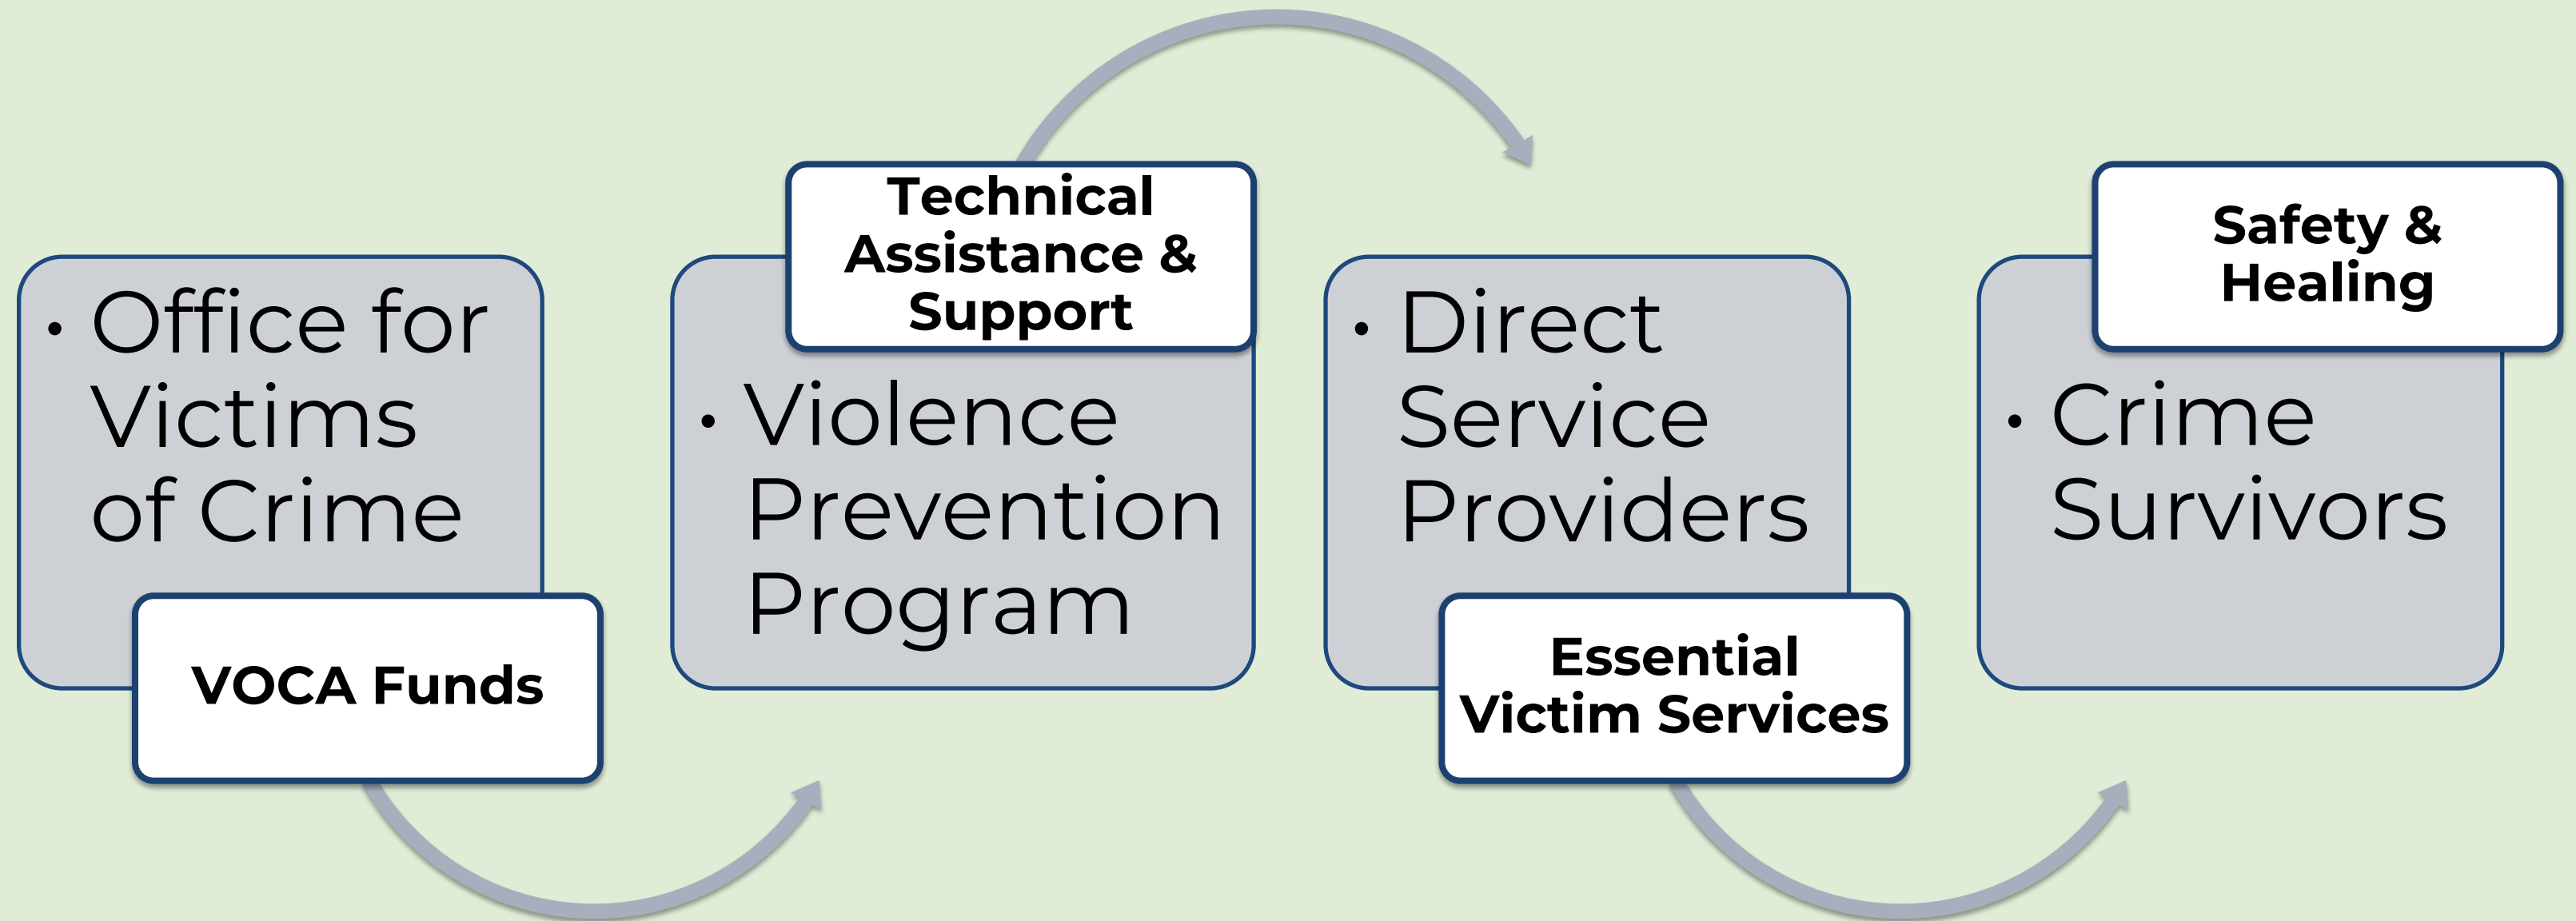 • Office for
Victims
of Crime
VOCA Funds
Technical
Assistance &
Support
• Violence
Prevention
Program
• Direct
Service
Providers
Essential
Victim Services
Safety &
Healing
• Crime
Survivors